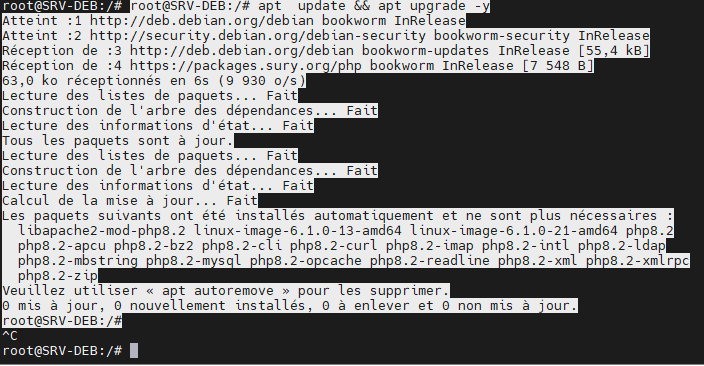 root@SRV-DEB:/# root@SRV-DEB:/# apt  update && apt upgrade -y
Atteint :1 http://deb.debian.org/debian bookworm InRelease
Atteint :2 http://security.debian.org/debian-security bookworm-security InRelease
Réception de :3 http://deb.debian.org/debian bookworm-updates InRelease [55,4 kB]
Réception de :4 https://packages.sury.org/php bookworm InRelease [7 548 B]
63,0 ko réceptionnés en 6s (9 930 o/s)
Lecture des listes de paquets... Fait
Construction de l'arbre des dépendances... Fait
Lecture des informations d'état... Fait
Tous les paquets sont à jour.
Lecture des listes de paquets... Fait
Construction de l'arbre des dépendances... Fait
Lecture des informations d'état... Fait
Calcul de la mise à jour... Fait
Les paquets suivants ont été installés automatiquement et ne sont plus nécessaires :
  libapache2-mod-php8.2 linux-image-6.1.0-13-amd64 linux-image-6.1.0-21-amd64 php8.2
  php8.2-apcu php8.2-bz2 php8.2-cli php8.2-curl php8.2-imap php8.2-intl php8.2-ldap
  php8.2-mbstring php8.2-mysql php8.2-opcache php8.2-readline php8.2-xml php8.2-xmlrpc
  php8.2-zip
Veuillez utiliser « apt autoremove » pour les supprimer.
0 mis à jour, 0 nouvellement installés, 0 à enlever et 0 non mis à jour.
root@SRV-DEB:/#
^C
root@SRV-DEB:/#